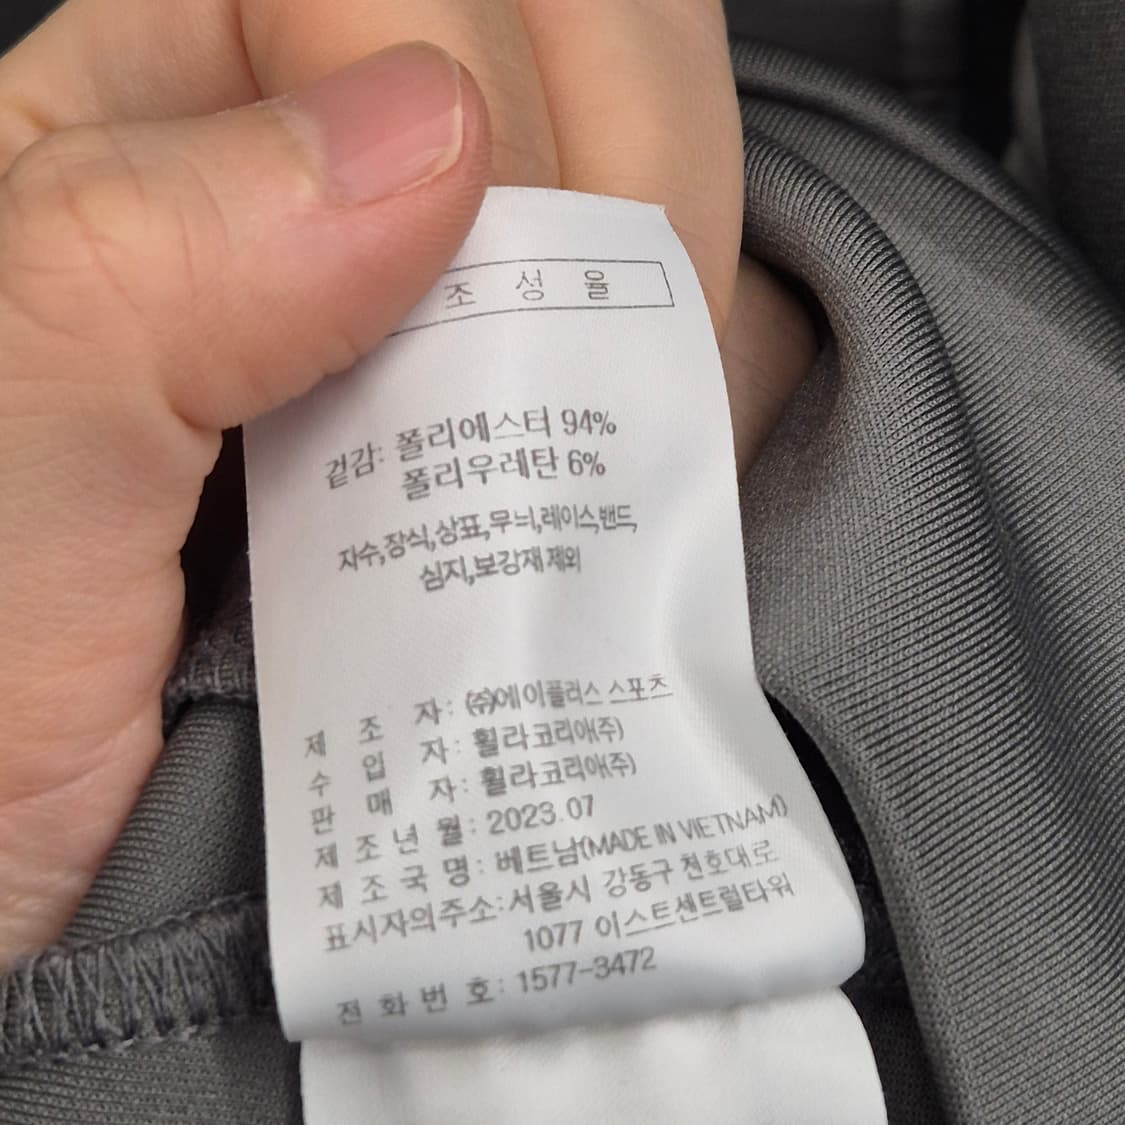 조 성 율
겉감: 폴리에스터 94%
폴리우레탄 6%
자수,장식,상표,무늬,레이스,밴드,
심지,보강재 제외
제 조 자: (주)에이플러스 스포츠
수 입 자: 휠라코리아(주)
판 매 자: 휠라코리아(주)
제 조 년 월: 2023.07
제 조 국 명: 베트남(MADE IN VIETNAM)
표시자의주소:서울시 강동구 천호대로
1077 이스트센트럴타워
전 화 번 호: 1577-3472